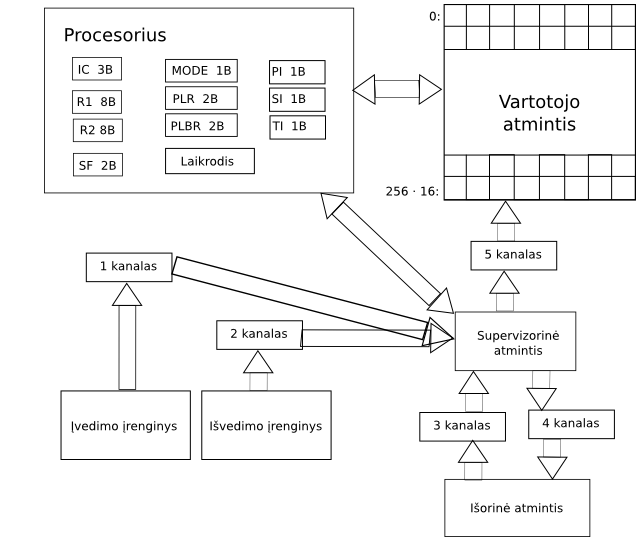 Procesorius
IC 3B
R1 8B
R2 8B
SF 2B
MODE 1B
PLR 2B
PLBR 2B
Laikrodis
PI 1B
SI 1B
TI 1B
0:
Vartotojo
atmintis
256 · 16:
1 kanalas
2 kanalas
5 kanalas
Supervizorinė
atmintis
Įvedimo įrenginys
Išvedimo įrenginys
3 kanalas
4 kanalas
Išorinė atmintis